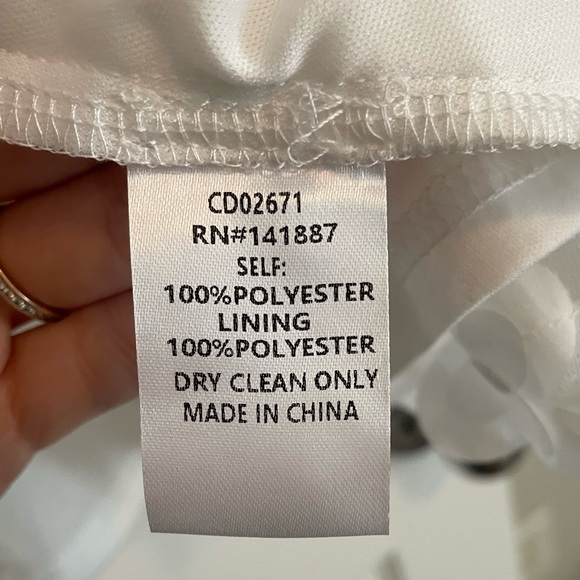 CD02671
RN#141887
SELF:
100%POLYESTER
LINING
100%POLYESTER
DRY CLEAN ONLY
MADE IN CHINA